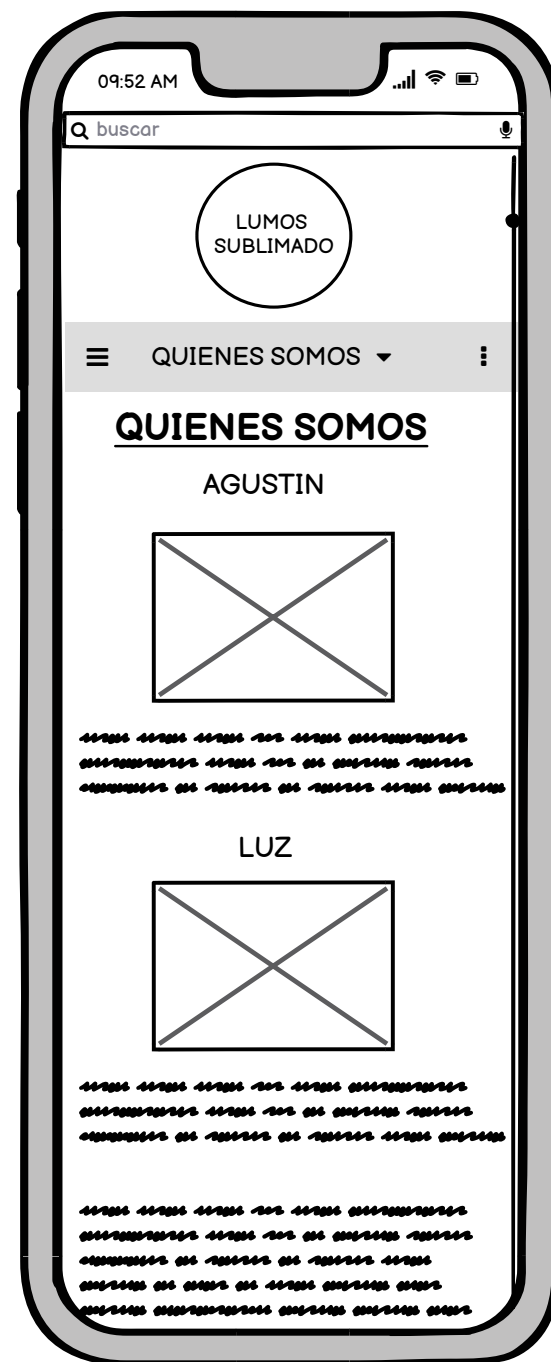 09:52 AM
buscar
LUMOS
SUBLIMADO
QUIENES SOMOS
QUIENES SOMOS
AGUSTIN
LUZ